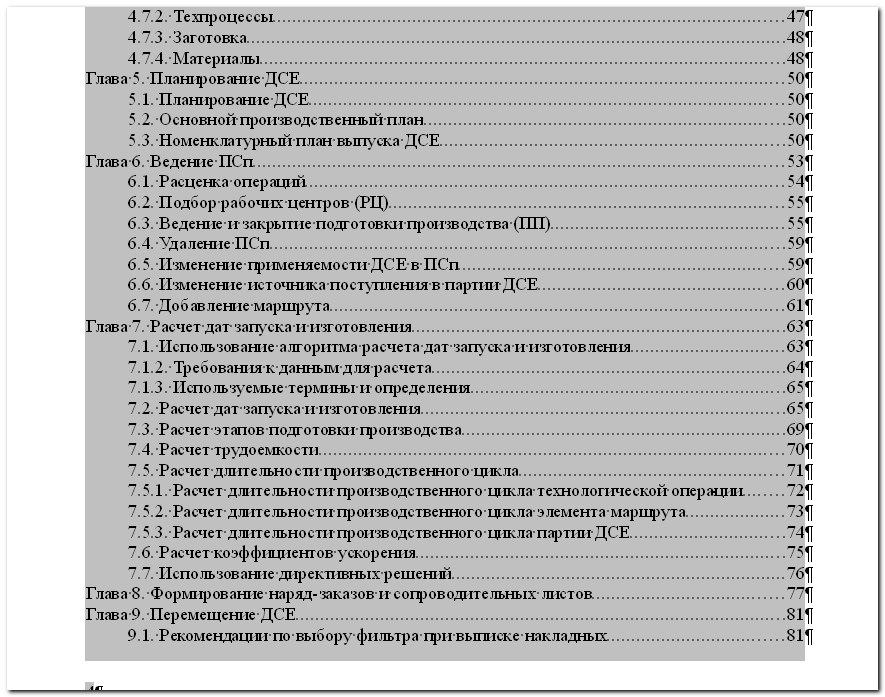 4.7.2. Техпроцессы 47¶
4.7.3. Заготовка 48¶
4.7.4. Материалы 48¶
Глава 5. Планирование ДСЕ 50¶
5.1. Планирование ДСЕ 50¶
5.2. Основной производственный план 50¶
5.3. Номенклатурный план выпуска ДСЕ 50¶
Глава 6. Ведение ПСп 53¶
6.1. Расценка операций 54¶
6.2. Подбор рабочих центров (РЦ) 55¶
6.3. Ведение и закрытие подготовки производства (ПП) 55¶
6.4. Удаление ПСп 59¶
6.5. Изменение применяемости ДСЕ в ПСп 59¶
6.6. Изменение источника поступления в партии ДСЕ 60¶
6.7. Добавление маршрута 61¶
Глава 7. Расчет дат запуска и изготовления 63¶
7.1. Использование алгоритма расчета дат запуска и изготовления 63¶
7.1.2. Требования к данным для расчета 64¶
7.1.3. Используемые термины и определения 65¶
7.2. Расчет дат запуска и изготовления 65¶
7.3. Расчет этапов подготовки производства 69¶
7.4. Расчет трудоемкости 70¶
7.5. Расчет длительности производственного цикла 71¶
7.5.1. Расчет длительности производственного цикла технологической операции 72¶
7.5.2. Расчет длительности производственного цикла элемента маршрута 73¶
7.5.3. Расчет длительности производственного цикла партии ДСЕ 74¶
7.6. Расчет коэффициентов ускорения 75¶
7.7. Использование директивных решений 76¶
Глава 8. Формирование наряд-заказов и сопроводительных листов 77¶
Глава 9. Перемещение ДСЕ 81¶
9.1. Рекомендации по выбору фильтра при выписке накладных 81¶